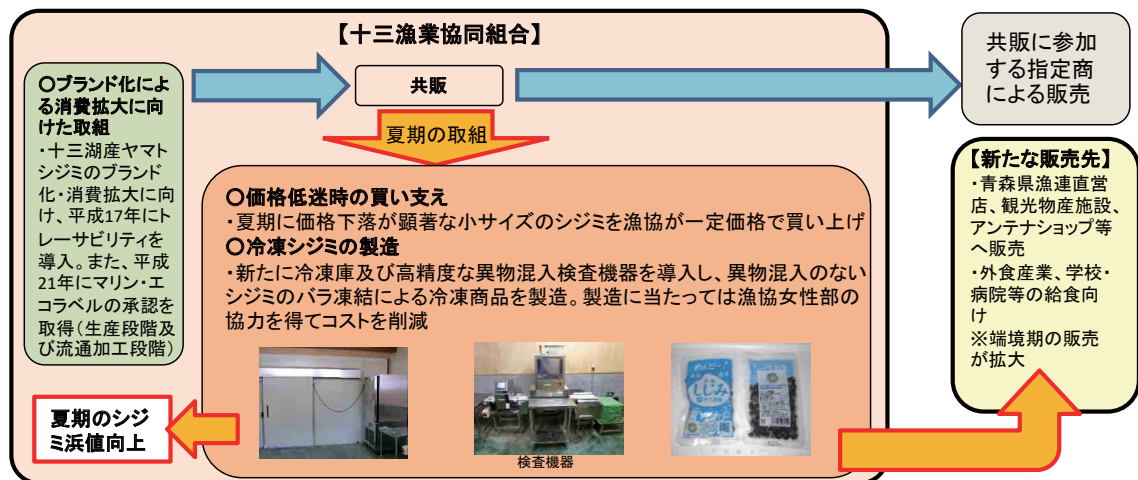 【十三漁業協同組合】
〇ブランド化によ
る消費拡大に向
けた取組
・十三湖産ヤマト
シジミのブランド
化・消費拡大に向
け、平成17年にト
レーサビリティを
導入。また、平成
21年にマリン・エ
コラベルの承認を
取得（生産段階及
び流通加工段階）
共販
夏期の取組
共販に参加
する指定商
による販売
〇価格低迷時の買い支え
・夏期に価格下落が顕著な小サイズのシジミを漁協が一定価格で買い上げ
〇冷凍シジミの製造
・新たに冷凍庫及び高精度な異物混入検査機器を導入し、異物混入のない
シジミのバラ凍結による冷凍商品を製造。製造に当たっては漁協女性部の
協力を得てコストを削減
しじみ
検査機器
夏期のシジ
ミ浜値向上
【新たな販売先】
・青森県漁連直営
店、観光物産施設、
アンテナショップ等
へ販売
・外食産業、学校・
病院等の給食向
け
※端境期の販売
が拡大